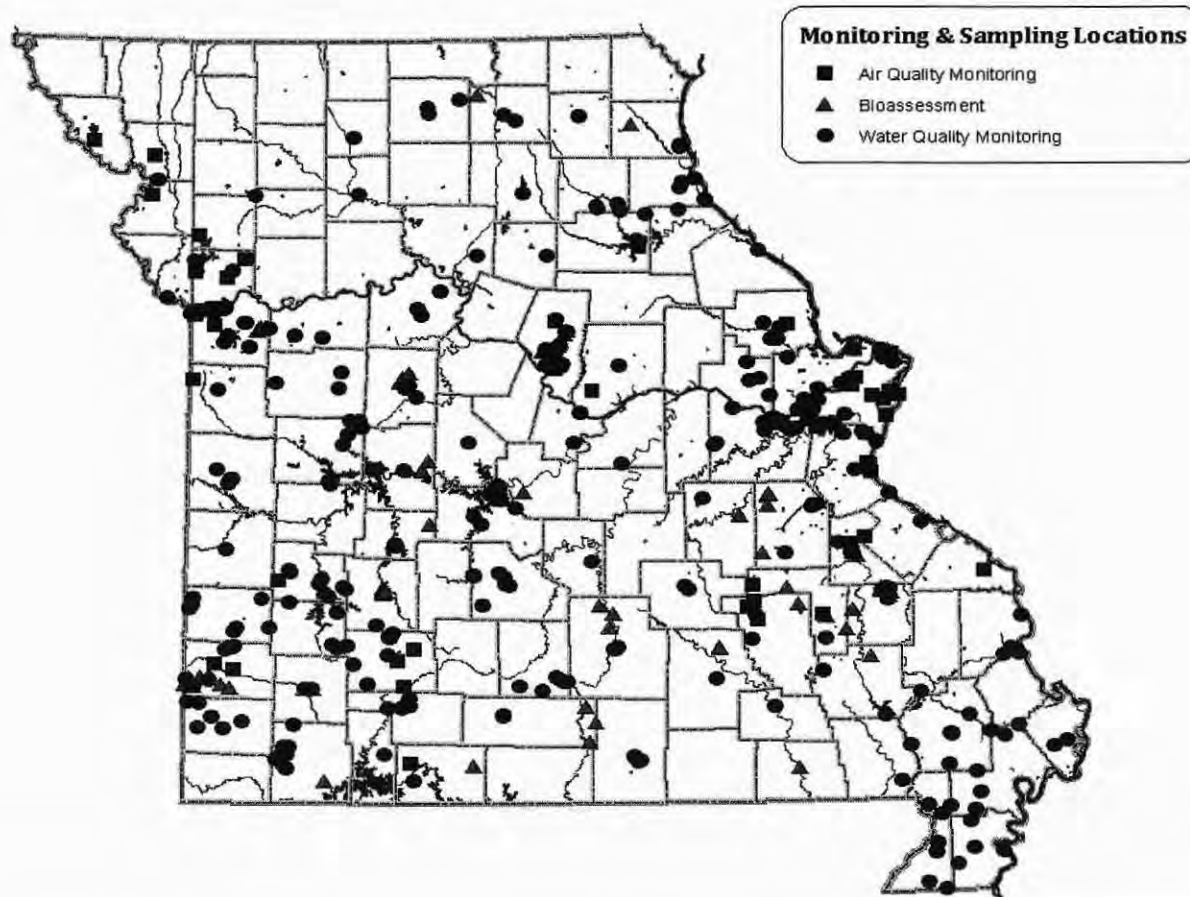 Monitoring & Sampling Locations
Air Quality Monitoring
Bioassessment
Water Quality Monitoring